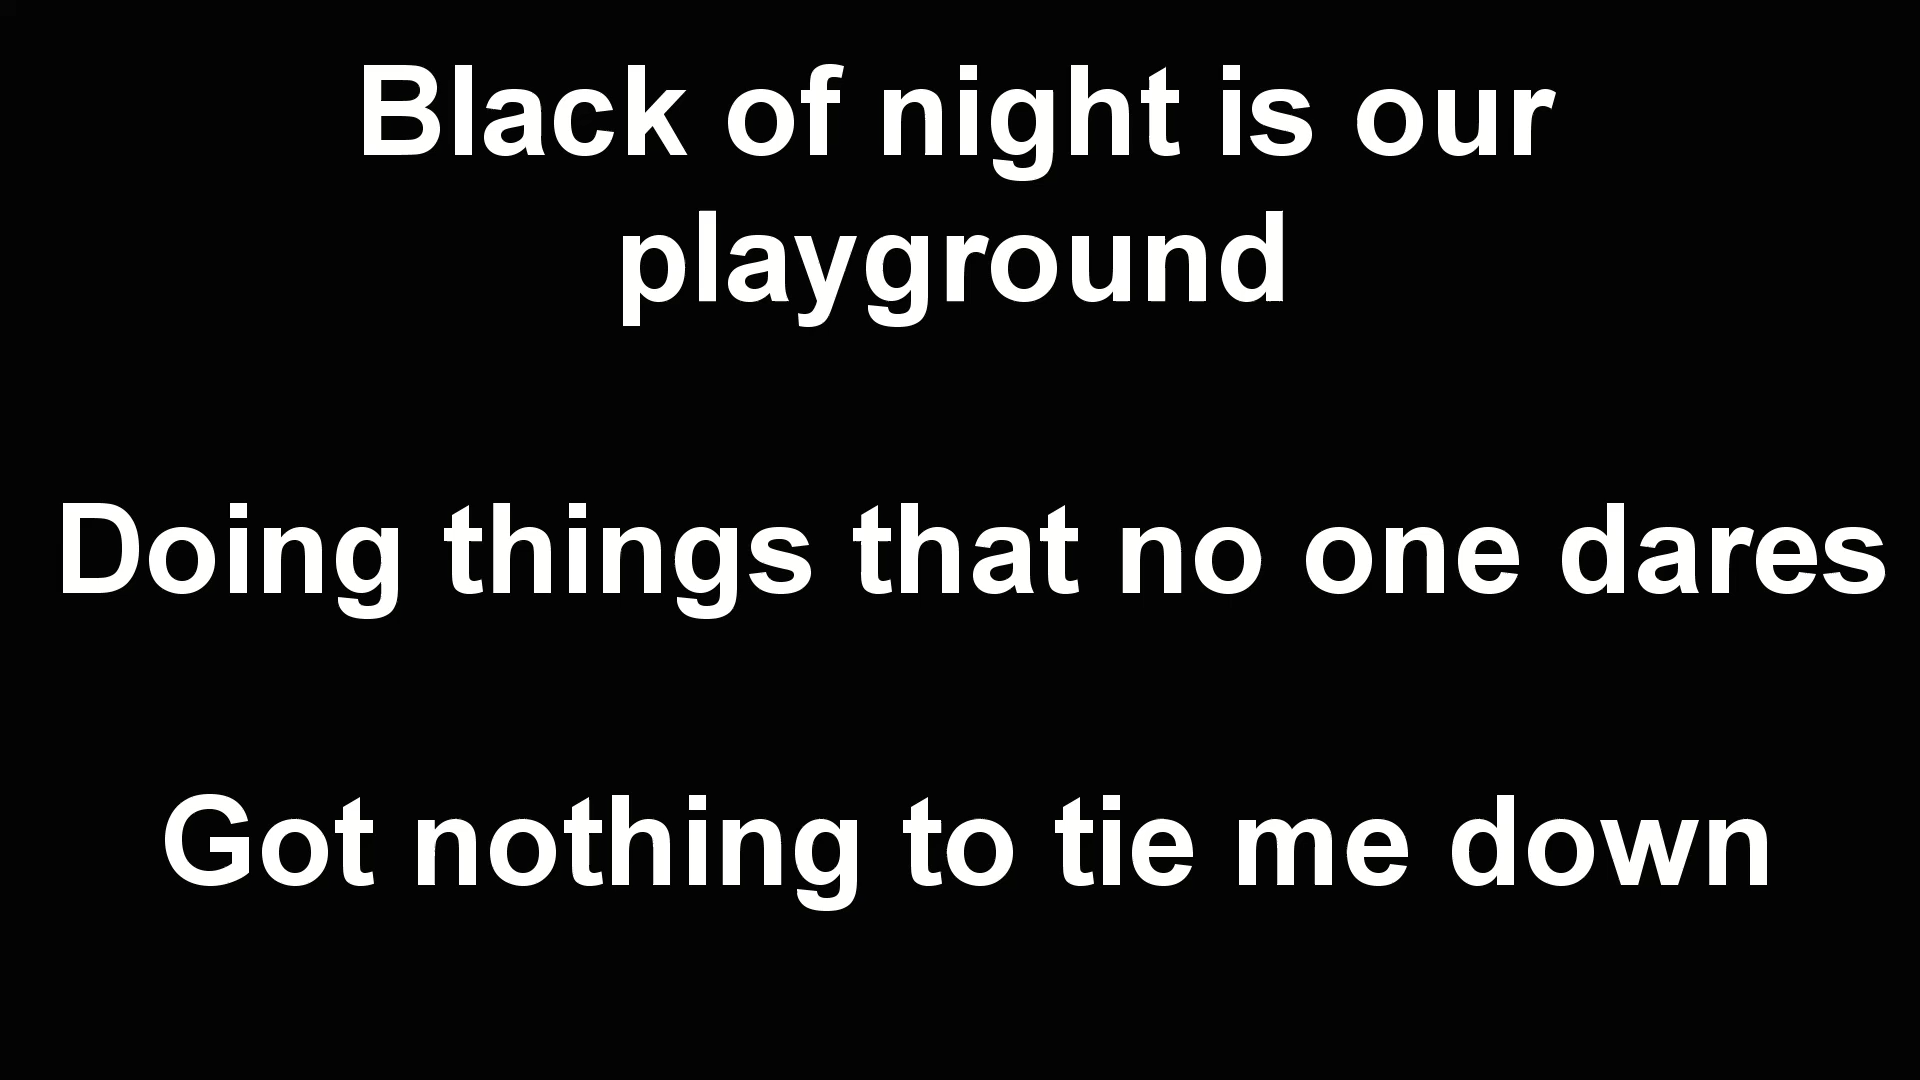 Black of night is our
playground
Doing things that no one dares
Got nothing to tie me down